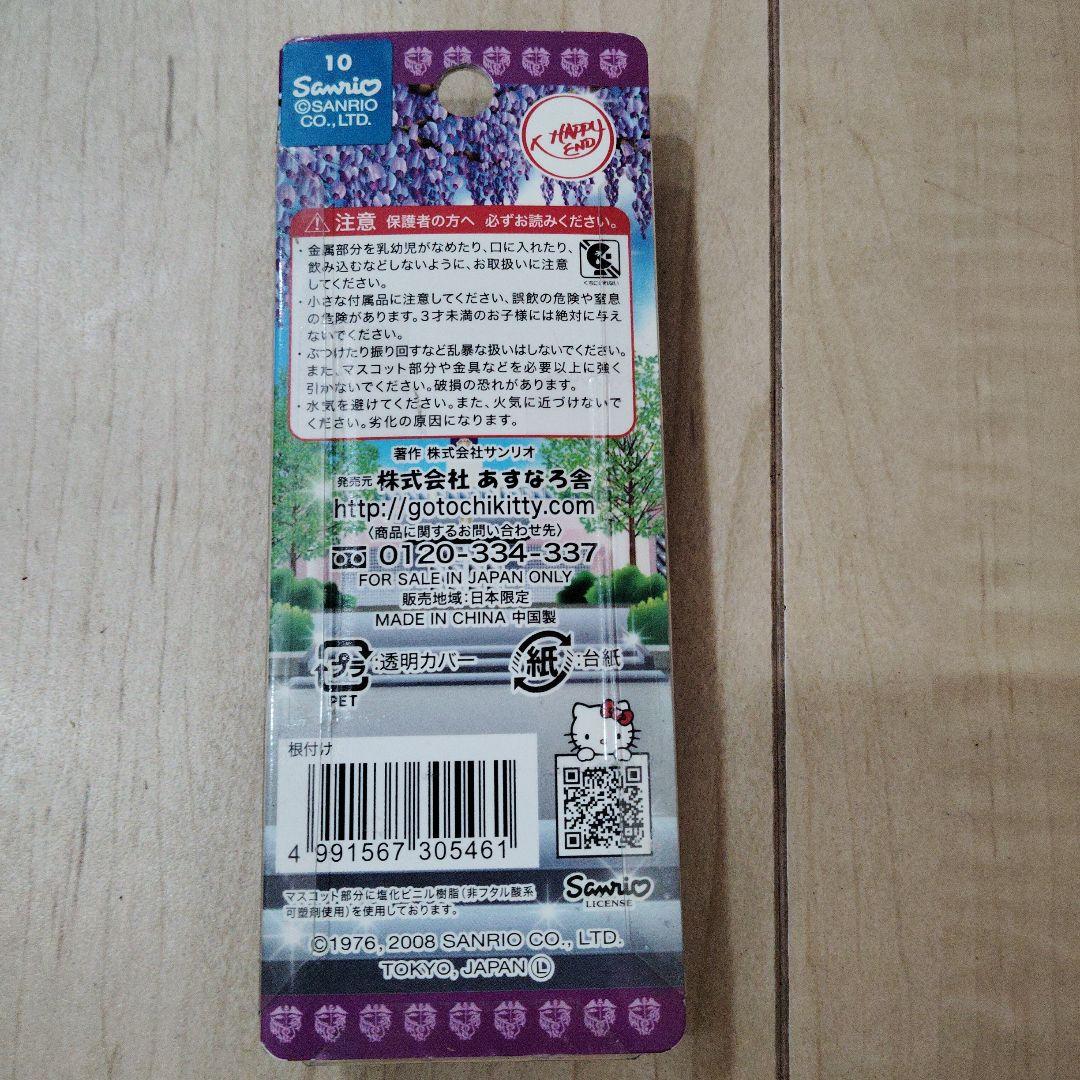 10
Sanrio
©SANRIO
CO., LTD.
HAPPY
END
注意 保護者の方へ 必ずお読みください。
・金属部分を乳幼児がなめたり、口に入れたり、
飲み込むなどしないように、お取扱いに注意
してください。
・小さな付属品に注意してください、誤飲の危険や窒息
の危険があります。3才未満のお子様には絶対に与え
ないでください。
・ぶつけたり振り回すなど乱暴な扱いはしないでください。
また、マスコット部分や金具などを必要以上に強く
引かないでください。破損の恐れがあります。
・水気を避けてください。また、火気に近づけないで
ください。劣化の原因になります。
著作 株式会社サンリオ
発売元 株式会社 あすなろ舎
http://gotochikitty.com
〈商品に関するお問い合わせ先〉
0120-334-337
FOR SALE IN JAPAN ONLY
販売地域：日本限定
MADE IN CHINA 中国製
プラ :透明カバー 紙 :台紙
PET
根付け
4 991567 305461
マスコット部分に塩化ビニル樹脂（非フタル酸系
可塑剤使用）を使用しております。
Sanrio
LICENSE
©1976, 2008 SANRIO CO., LTD.
TOKYO, JAPAN Ⓛ